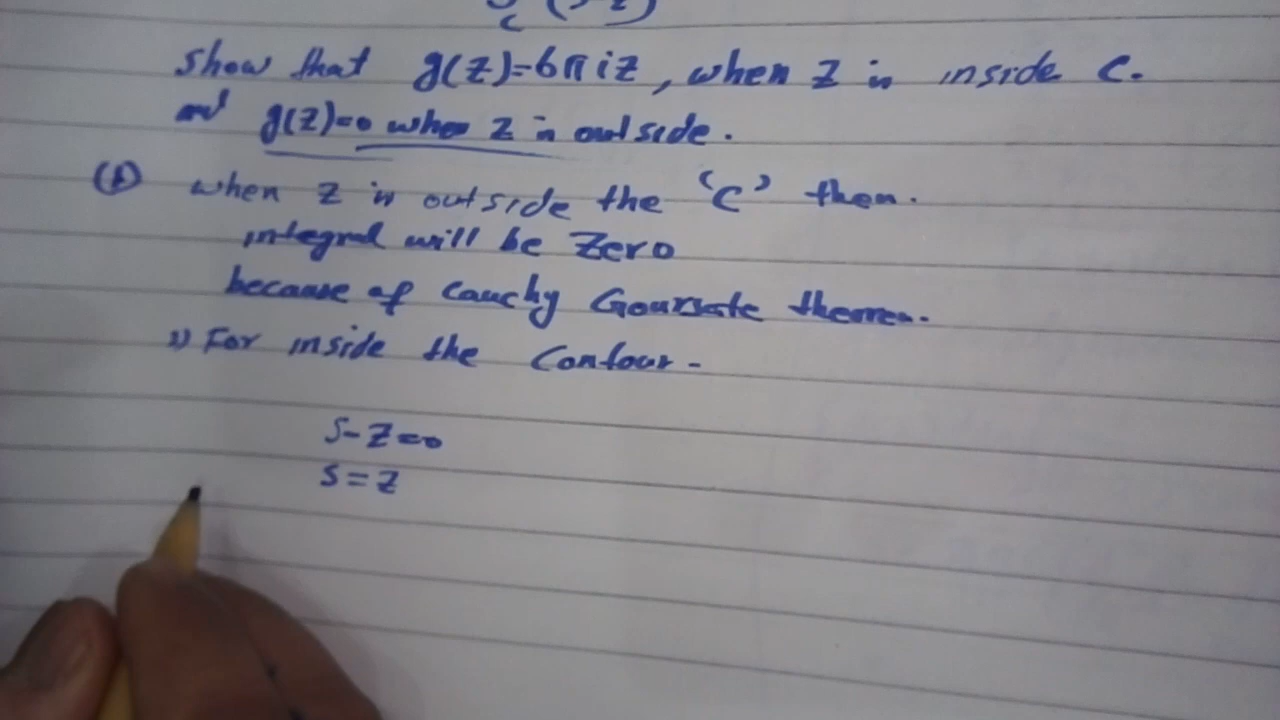 C (s-z)
Show that g(z)=6πiz, when z is inside C.
and g(z)=0 when z is outside.
when z is outside the 'C' then.
integral will be Zero
because of Cauchy Goursate theorem.
For inside the Contour-
s-z=0
s=z